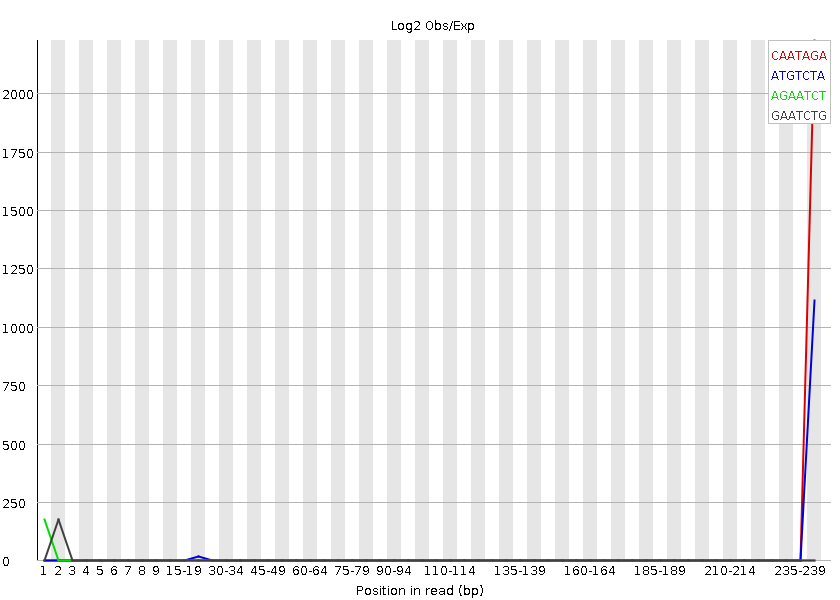 Log2 Obs/Exp
CAATAGA
ATGTCTA
AGAATCT
GAATCTG
2000
1750
1500
1250
1000
750
500
250
0
1 2 3 4 5 6 7 8 9 15-19 30-34 45-49 60-64 75-79 90-94 110-114 135-139 160-164 185-189 210-214 235-239
Position in read (bp)